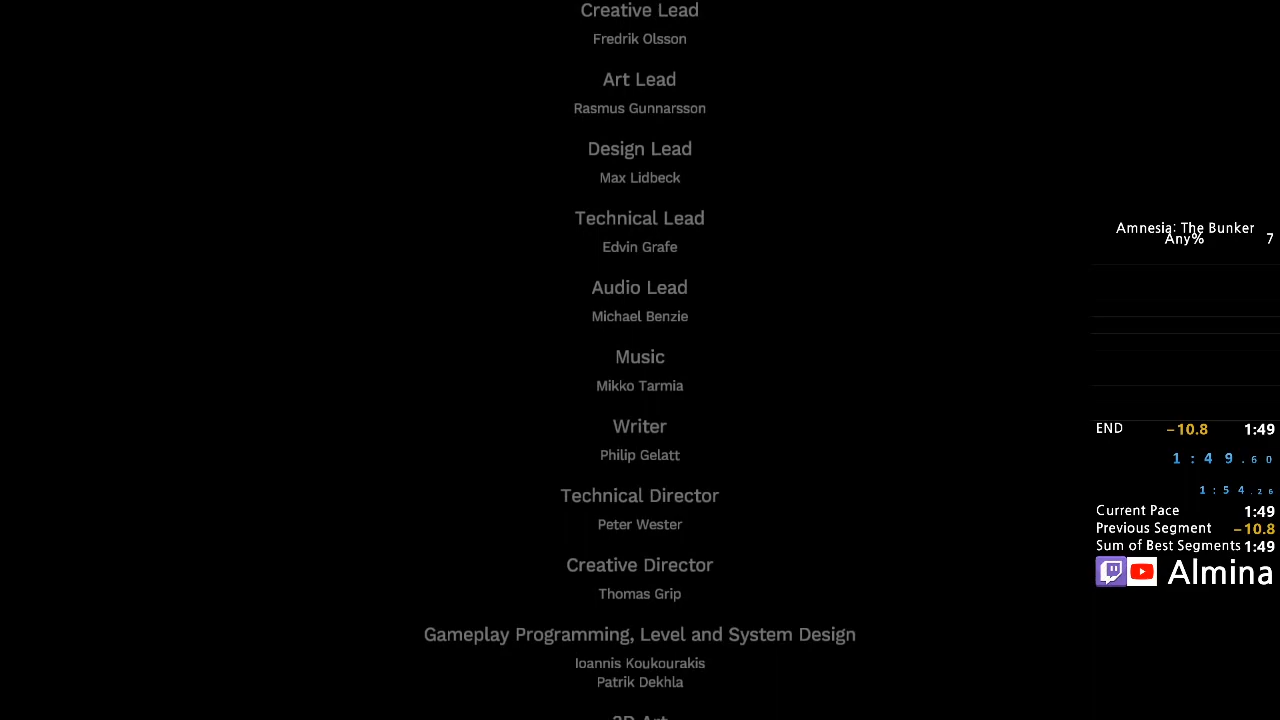 Creative Lead
Fredrik Olsson
Art Lead
Rasmus Gunnarsson
Design Lead
Max Lidbeck
Technical Lead
Edvin Grafe
Audio Lead
Michael Benzie
Music
Mikko Tarmia
Writer
Philip Gelatt
Technical Director
Peter Wester
Creative Director
Thomas Grip
Gameplay Programming, Level and System Design
Ioannis Koukourakis
Patrik Dekhla
3D Art
Amnesia: The Bunker
Any% 7
END -10.8 1:49
1:49.60
1:54.26
Current Pace 1:49
Previous Segment -10.8
Sum of Best Segments 1:49
Almina